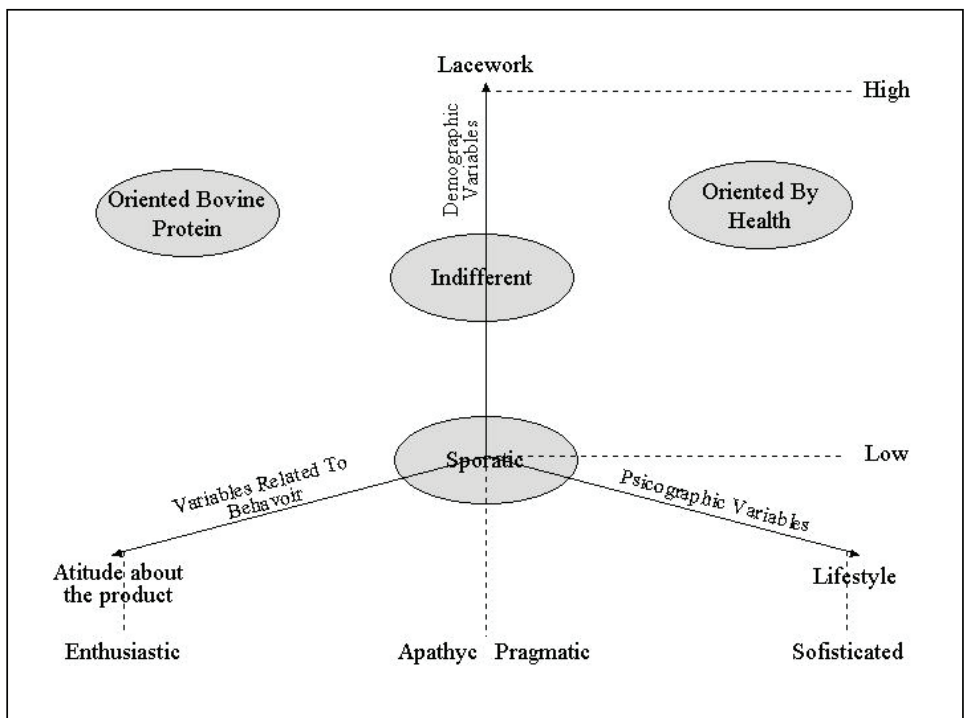 Lacework
High
Demographic
Variables
Oriented Bovine
Protein
Oriented By
Health
Indifferent
Sporatic
Low
Variables Related To
Behavoir
Psicographic Variables
Atitude about
the product
Lifestyle
Enthusiastic
Apathyc Pragmatic
Sofisticated